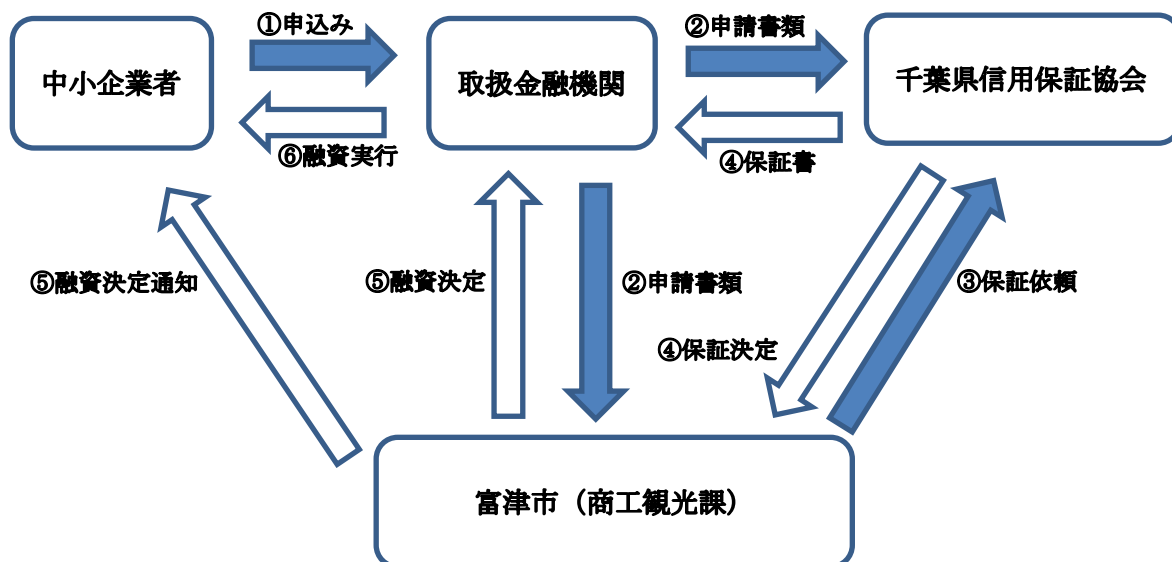 ①申込み
②申請書類
中小企業者
取扱金融機関
千葉県信用保証協会
⑥融資実行
④保証書
⑤融資決定通知
⑤融資決定
②申請書類
③保証依頼
④保証決定
富津市（商工観光課）